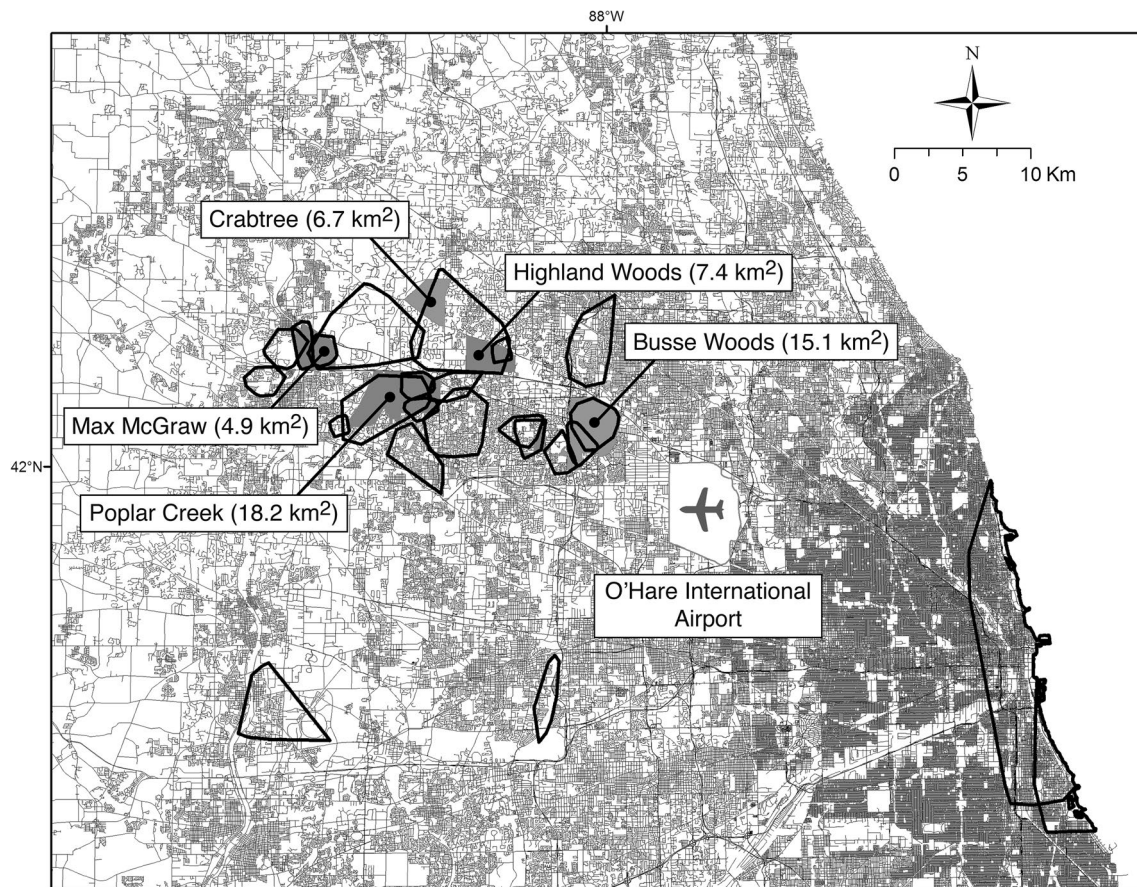 88°W
N
0 5 10 Km
Crabtree (6.7 km²)
Highland Woods (7.4 km²)
Busse Woods (15.1 km²)
Max McGraw (4.9 km²)
42°N
Poplar Creek (18.2 km²)
O'Hare International
Airport